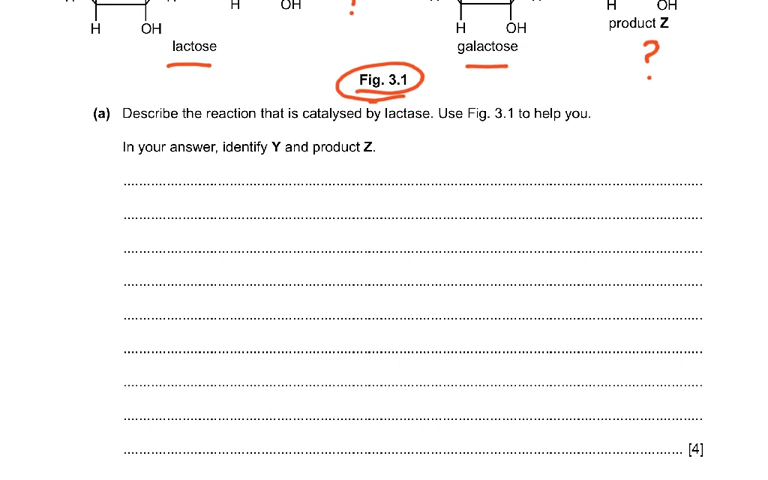 H OH H OH
H OH ? H OH product Z
lactose galactose ?
Fig. 3.1
(a) Describe the reaction that is catalysed by lactase. Use Fig. 3.1 to help you.
In your answer, identify Y and product Z.
[4]